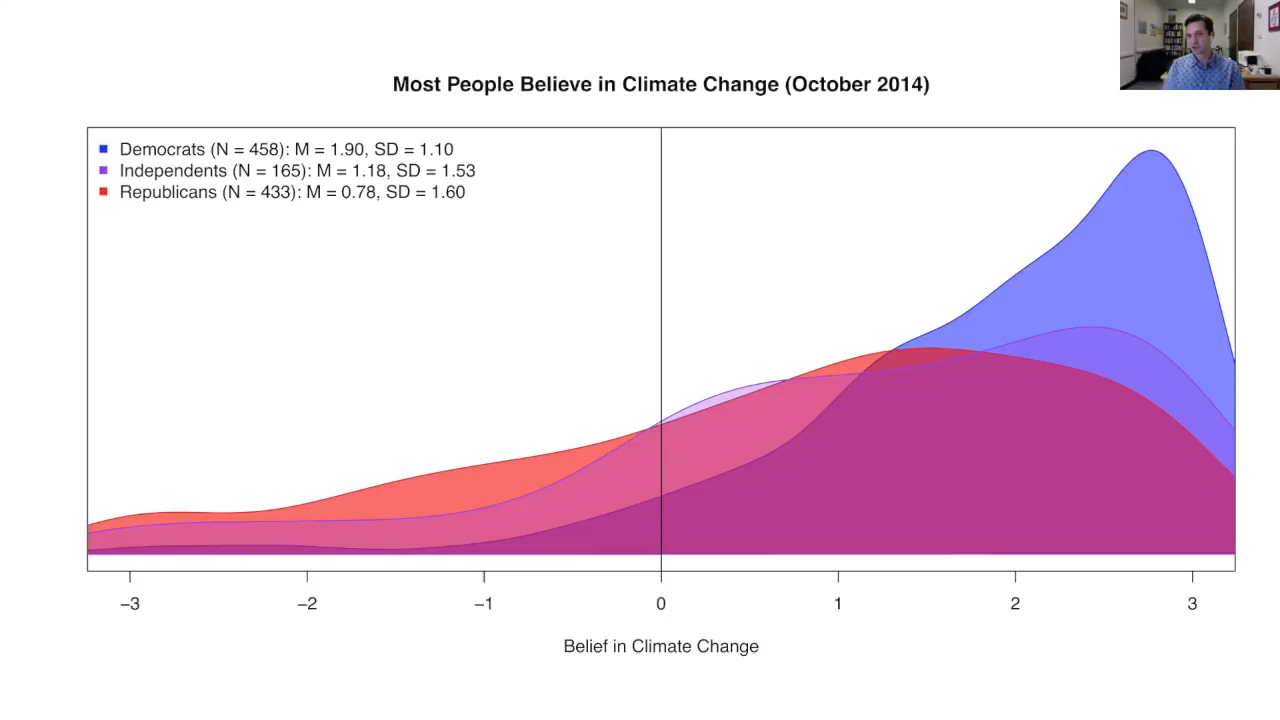 Most People Believe in Climate Change (October 2014)
Democrats (N = 458): M = 1.90, SD = 1.10
Independents (N = 165): M = 1.18, SD = 1.53
Republicans (N = 433): M = 0.78, SD = 1.60
−3 −2 −1 0 1 2 3
Belief in Climate Change